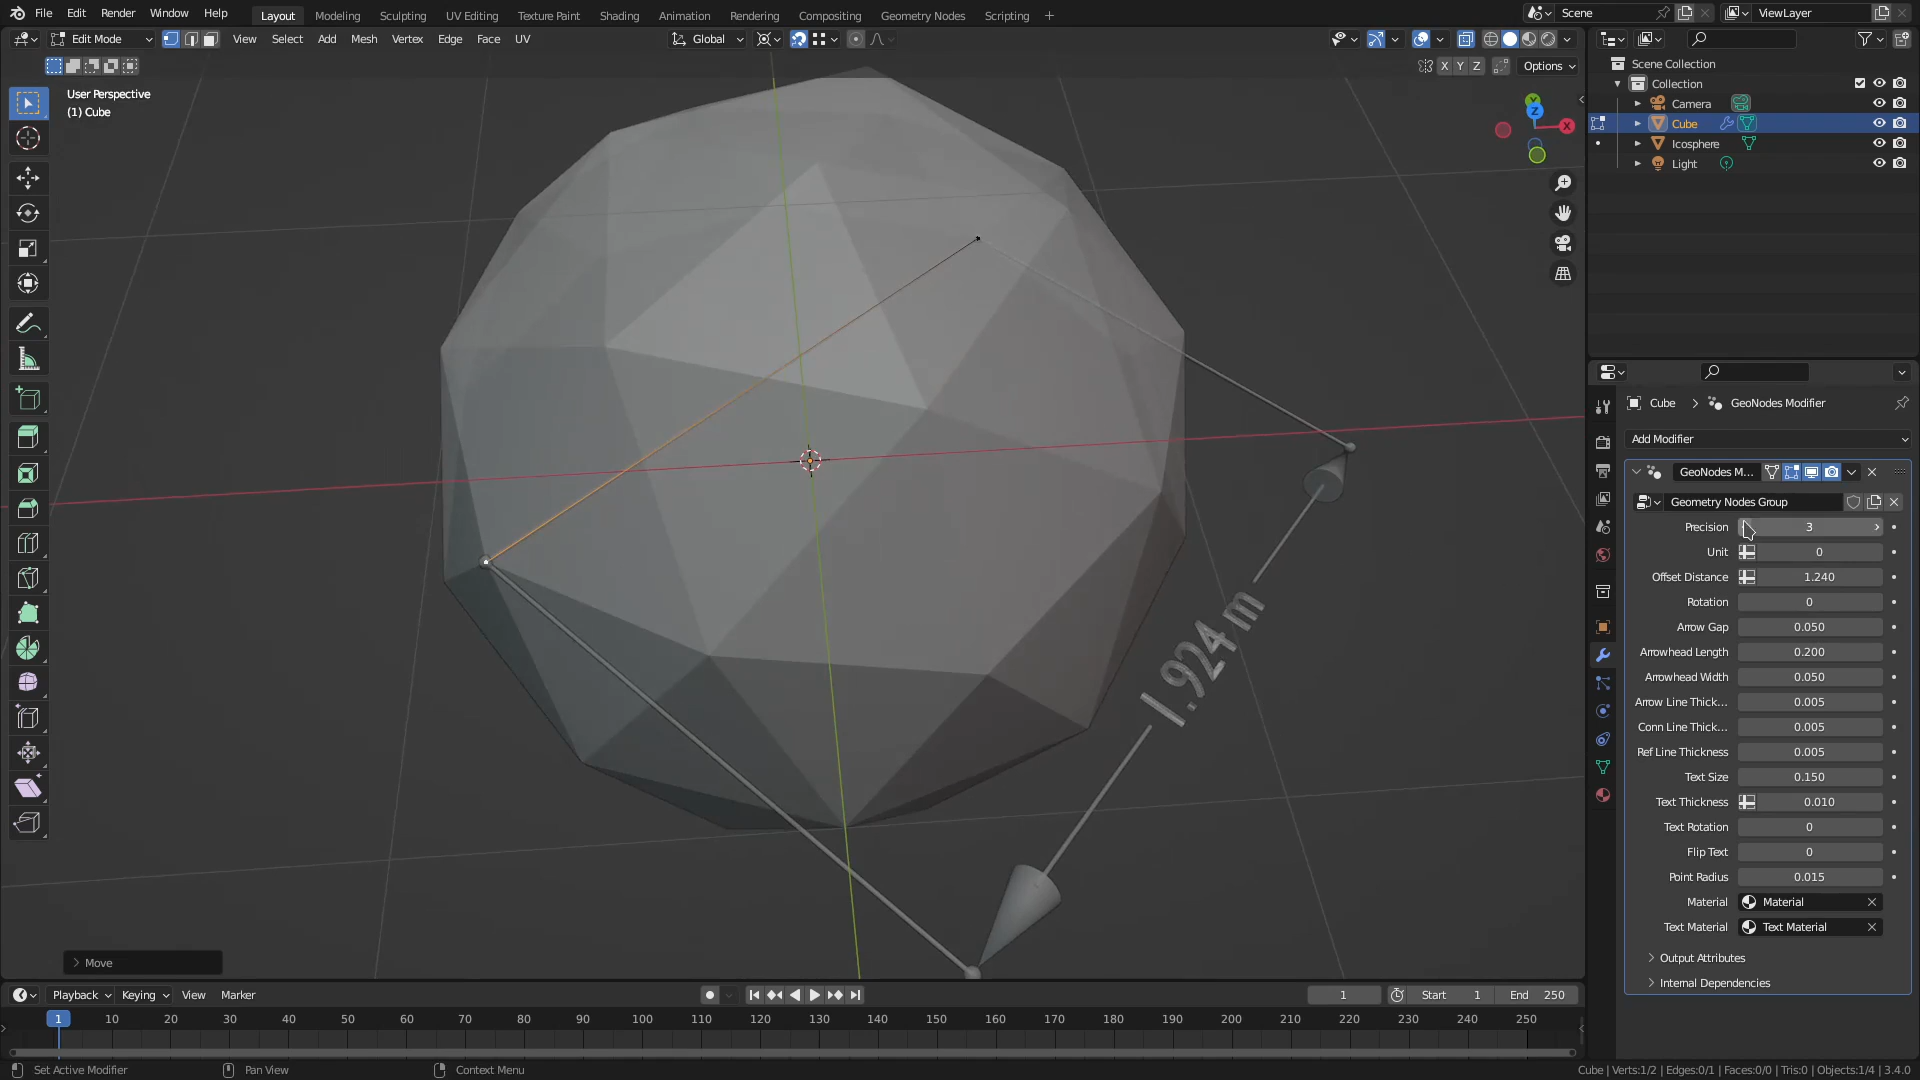 File Edit Render Window Help Layout Modeling Sculpting UV Editing Texture Paint Shading Animation Rendering Compositing Geometry Nodes Scripting + Scene ViewLayer
Edit Mode View Select Add Mesh Vertex Edge Face UV Global
X Y Z Options
User Perspective
(1) Cube
Z X
1.924 m
Move
Scene Collection
Collection
Camera
Cube
Icosphere
Light
Cube > GeoNodes Modifier
Add Modifier
GeoNodes M...
Geometry Nodes Group
Precision 3
Unit 0
Offset Distance 1.240
Rotation 0
Arrow Gap 0.050
Arrowhead Length 0.200
Arrowhead Width 0.050
Arrow Line Thick... 0.005
Conn Line Thick... 0.005
Ref Line Thickness 0.005
Text Size 0.150
Text Thickness 0.010
Text Rotation 0
Flip Text 0
Point Radius 0.015
Material Material
Text Material Text Material
Output Attributes
Internal Dependencies
Playback Keying View Marker 1 Start 1 End 250
1 10 20 30 40 50 60 70 80 90 100 110 120 130 140 150 160 170 180 190 200 210 220 230 240 250
Set Active Modifier Pan View Context Menu Cube | Verts:1/2 | Edges:0/1 | Faces:0/0 | Tris:0 | Objects:1/4 | 3.4.0